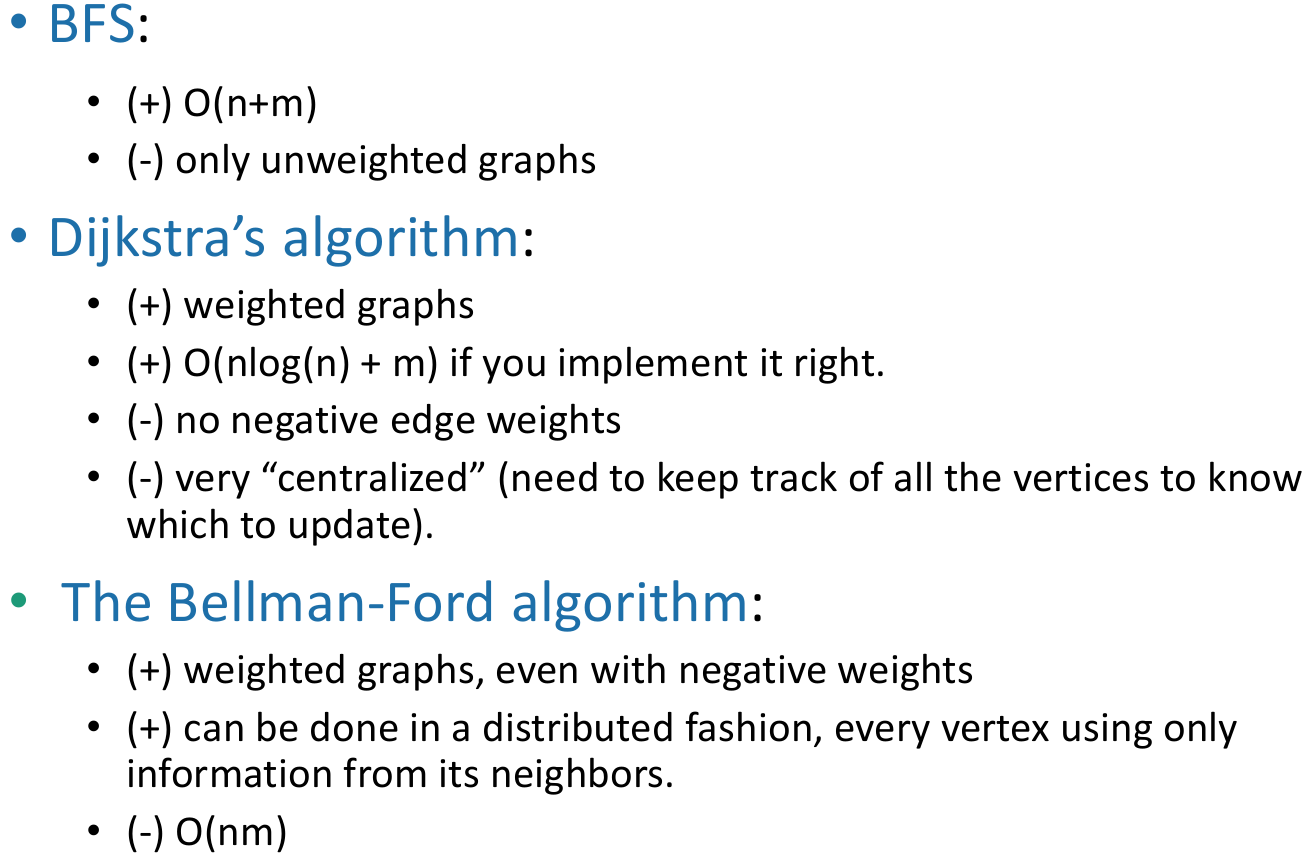 • BFS:
• (+) O(n+m)
• (-) only unweighted graphs
• Dijkstra’s algorithm:
• (+) weighted graphs
• (+) O(nlog(n) + m) if you implement it right.
• (-) no negative edge weights
• (-) very “centralized” (need to keep track of all the vertices to know
which to update).
• The Bellman-Ford algorithm:
• (+) weighted graphs, even with negative weights
• (+) can be done in a distributed fashion, every vertex using only
information from its neighbors.
• (-) O(nm)